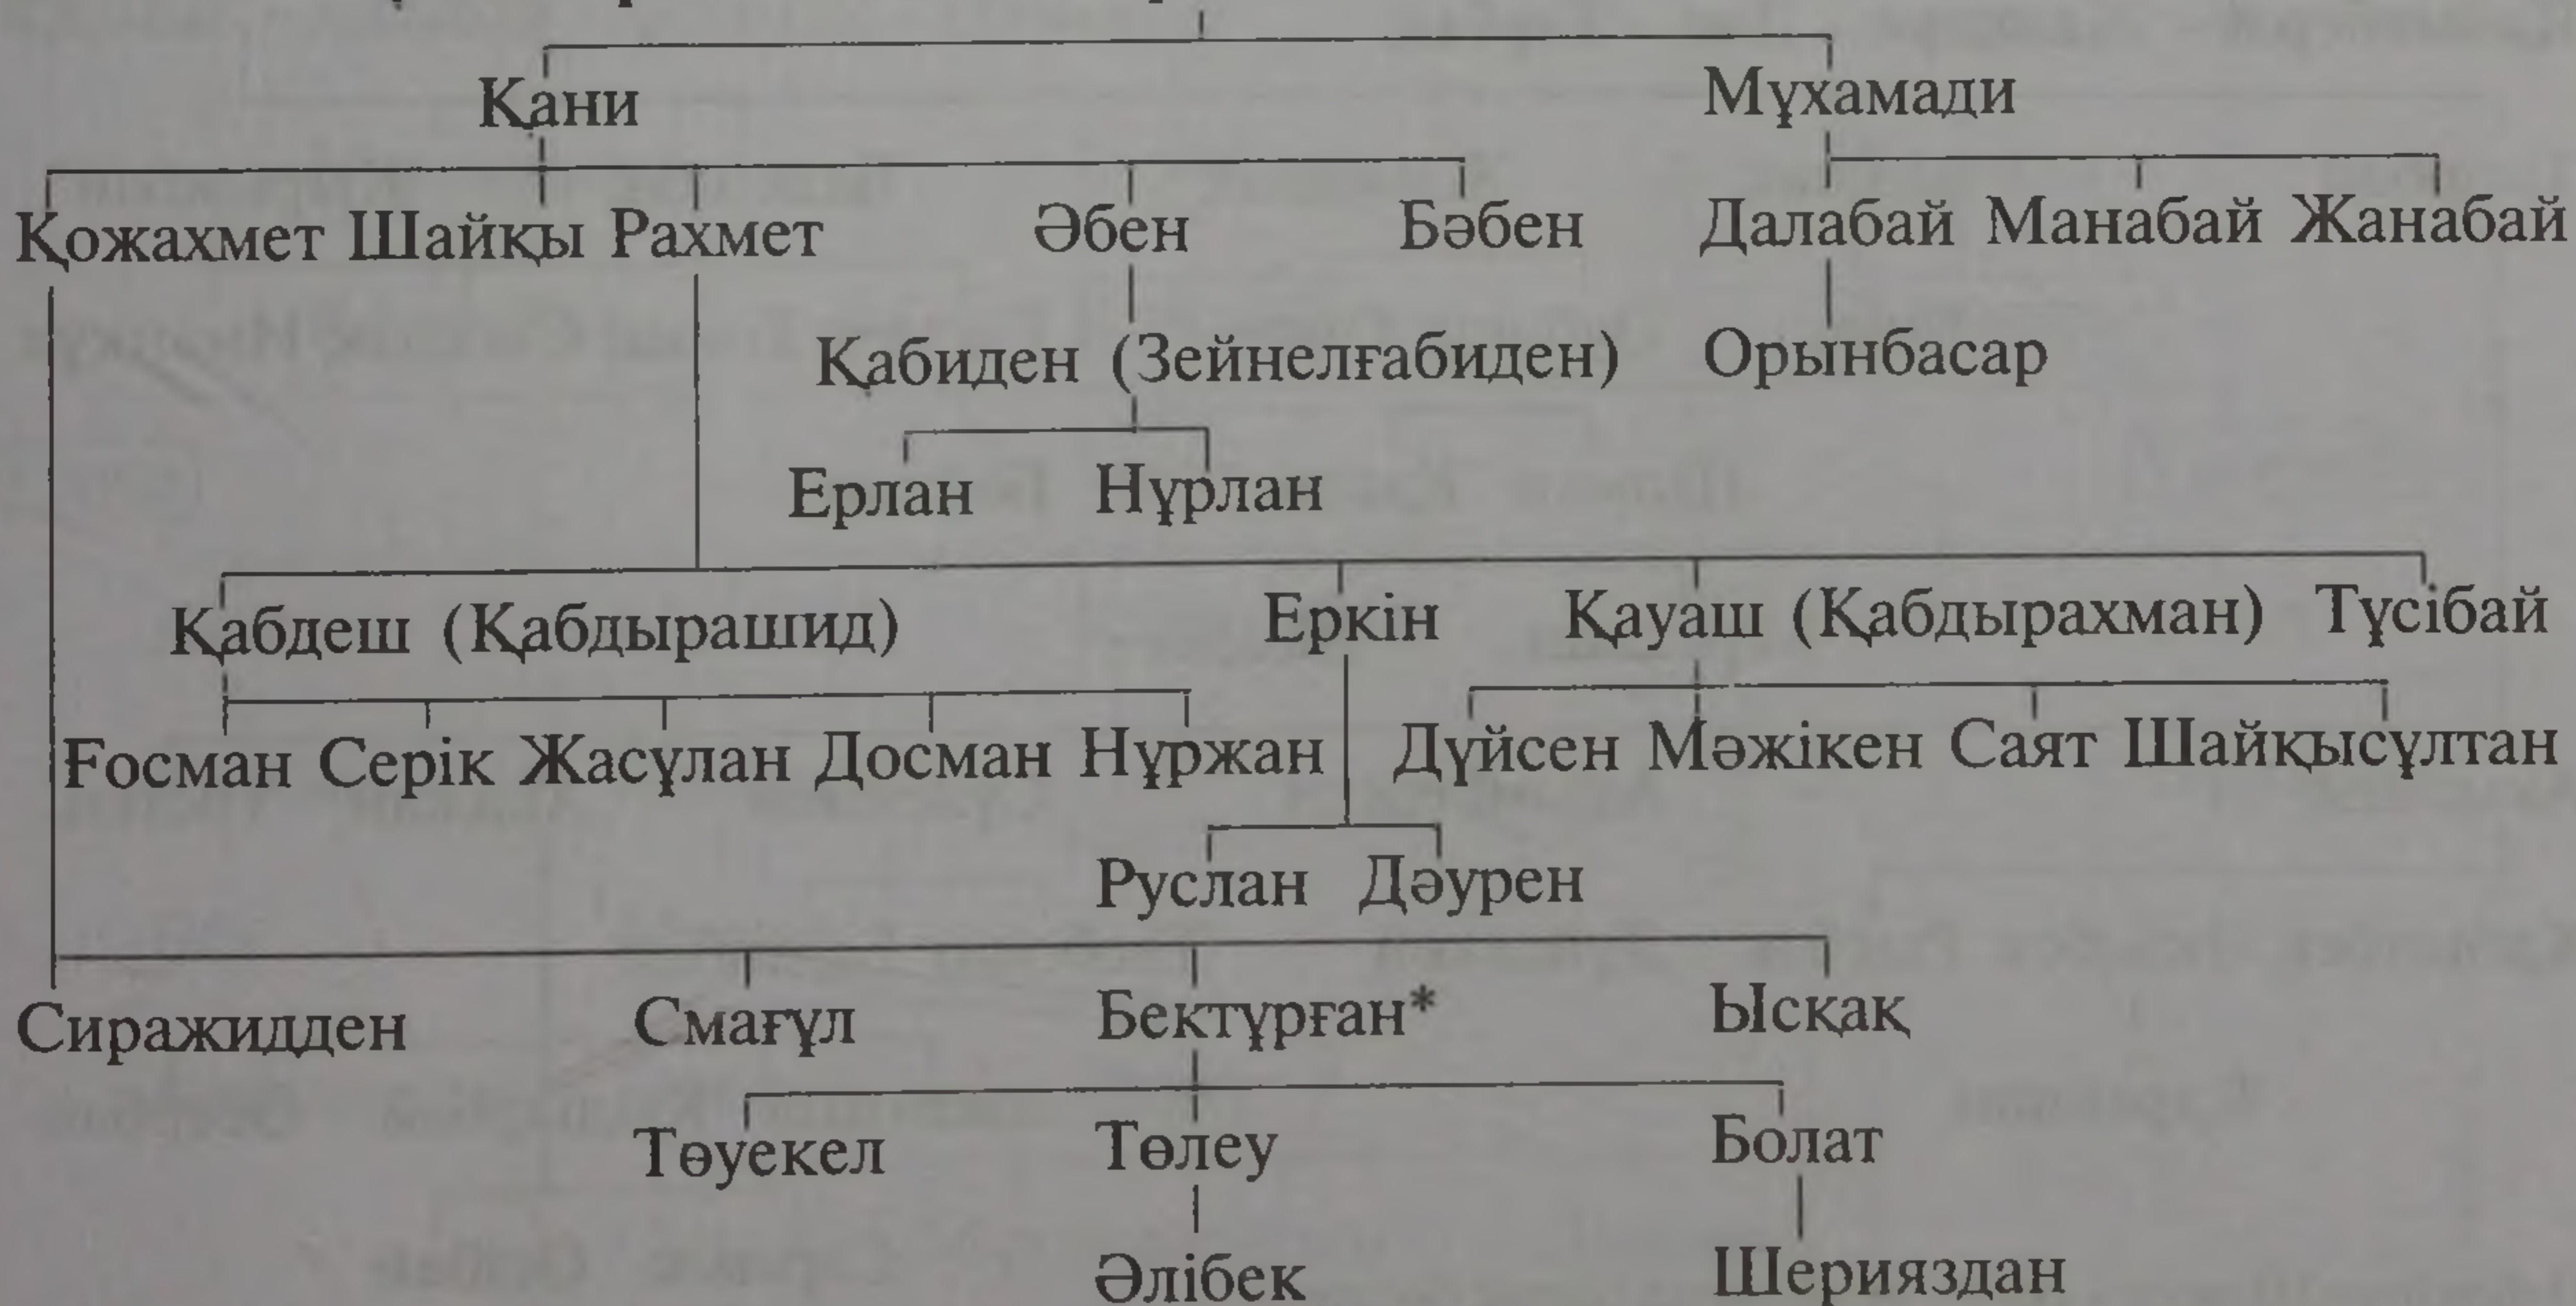 Қани Мұхамади
Қожахмет Шайқы Рахмет Әбен Бәбен Далабай Манабай Жанабай
Қабиден (Зейнелғабиден) Орынбасар
Ерлан Нұрлан
Қабдеш (Қабдырашид) Еркін Қауаш (Қабдырахман) Түсібай
Ғосман Серік Жасұлан Досман Нұржан Дүйсен Мәжікен Саят Шайқысұлтан
Руслан Дәурен
Сиражидден Смағұл Бектұрған* Ысқақ
Төуекел Төлеу Болат
Әлібек Шерияздан